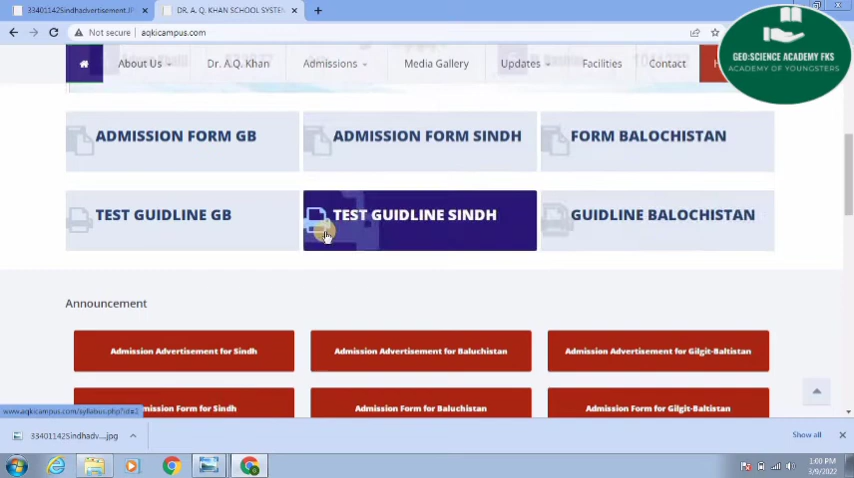 33401142Sindhadvertisement.JP
DR. A. Q. KHAN SCHOOL SYSTEM
Not secure
aqkicampus.com
GEO:SCIENCE ACADEMY FKS
ACADEMY OF YOUNGSTERS
About Us
Dr. A.Q. Khan
Admissions
Media Gallery
Updates
Facilities
Contact
ADMISSION FORM GB
ADMISSION FORM SINDH
FORM BALOCHISTAN
TEST GUIDLINE GB
TEST GUIDLINE SINDH
GUIDLINE BALOCHISTAN
Announcement
Admission Advertisement for Sindh
Admission Advertisement for Baluchistan
Admission Advertisement for Gilgit-Baltistan
Form for Sindh
Admission Form for Baluchistan
Admission Form for Gilgit-Baltistan
www.aqkicampus.com/syllabus.php?id=1
33401142Sindhadv....jpg
Show all
1:00 PM
3/9/2022